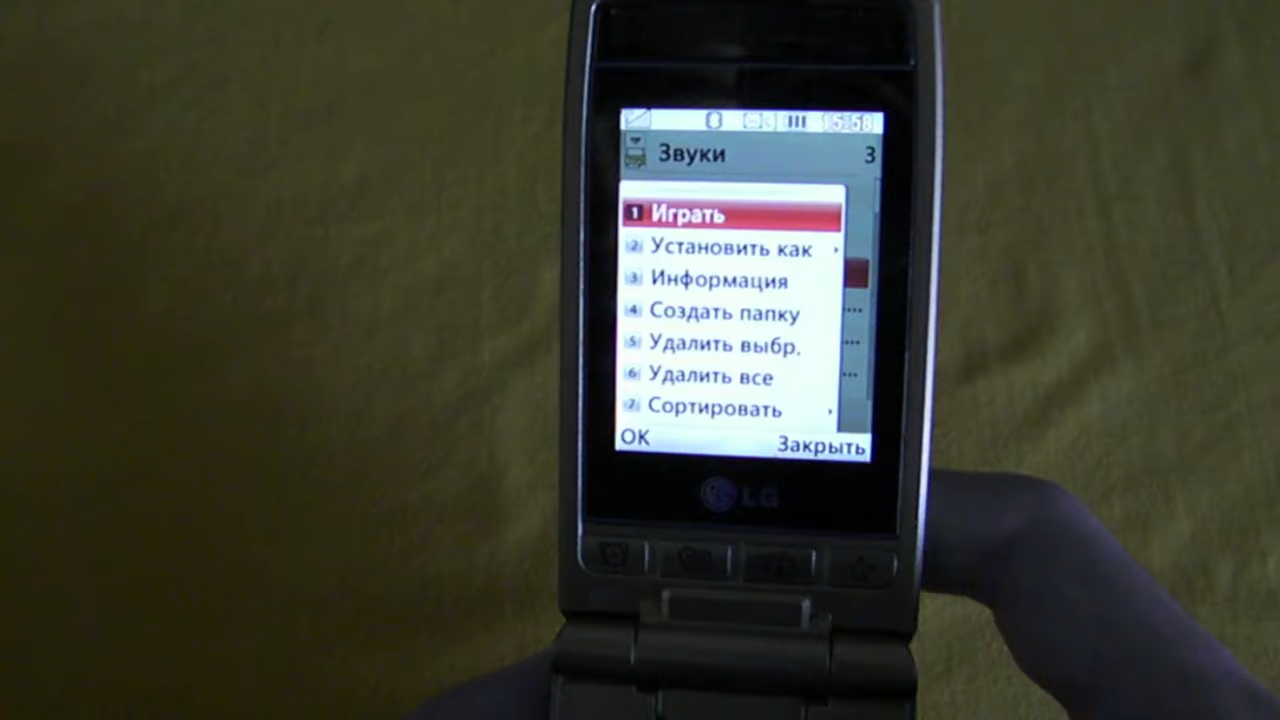 15:58
Звуки 3
1 Играть
2 Установить как
3 Информация
4 Создать папку
5 Удалить выбр.
6 Удалить все
7 Сортировать
OK Закрыть
LG